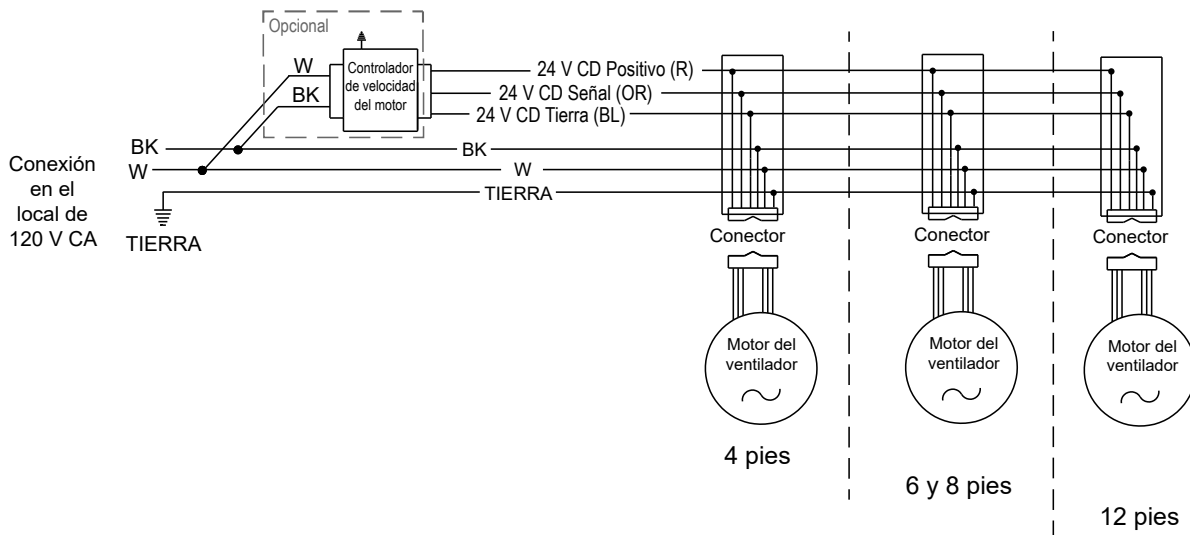 Opcional
W
BK
Controlador
de velocidad
del motor
24 V CD Positivo (R)
24 V CD Señal (OR)
24 V CD Tierra (BL)
BK
W
BK
W
TIERRA
Conexión
en el
local de
120 V CA
TIERRA
Conector
Conector
Conector
Motor del
ventilador
Motor del
ventilador
Motor del
ventilador
4 pies
6 y 8 pies
12 pies